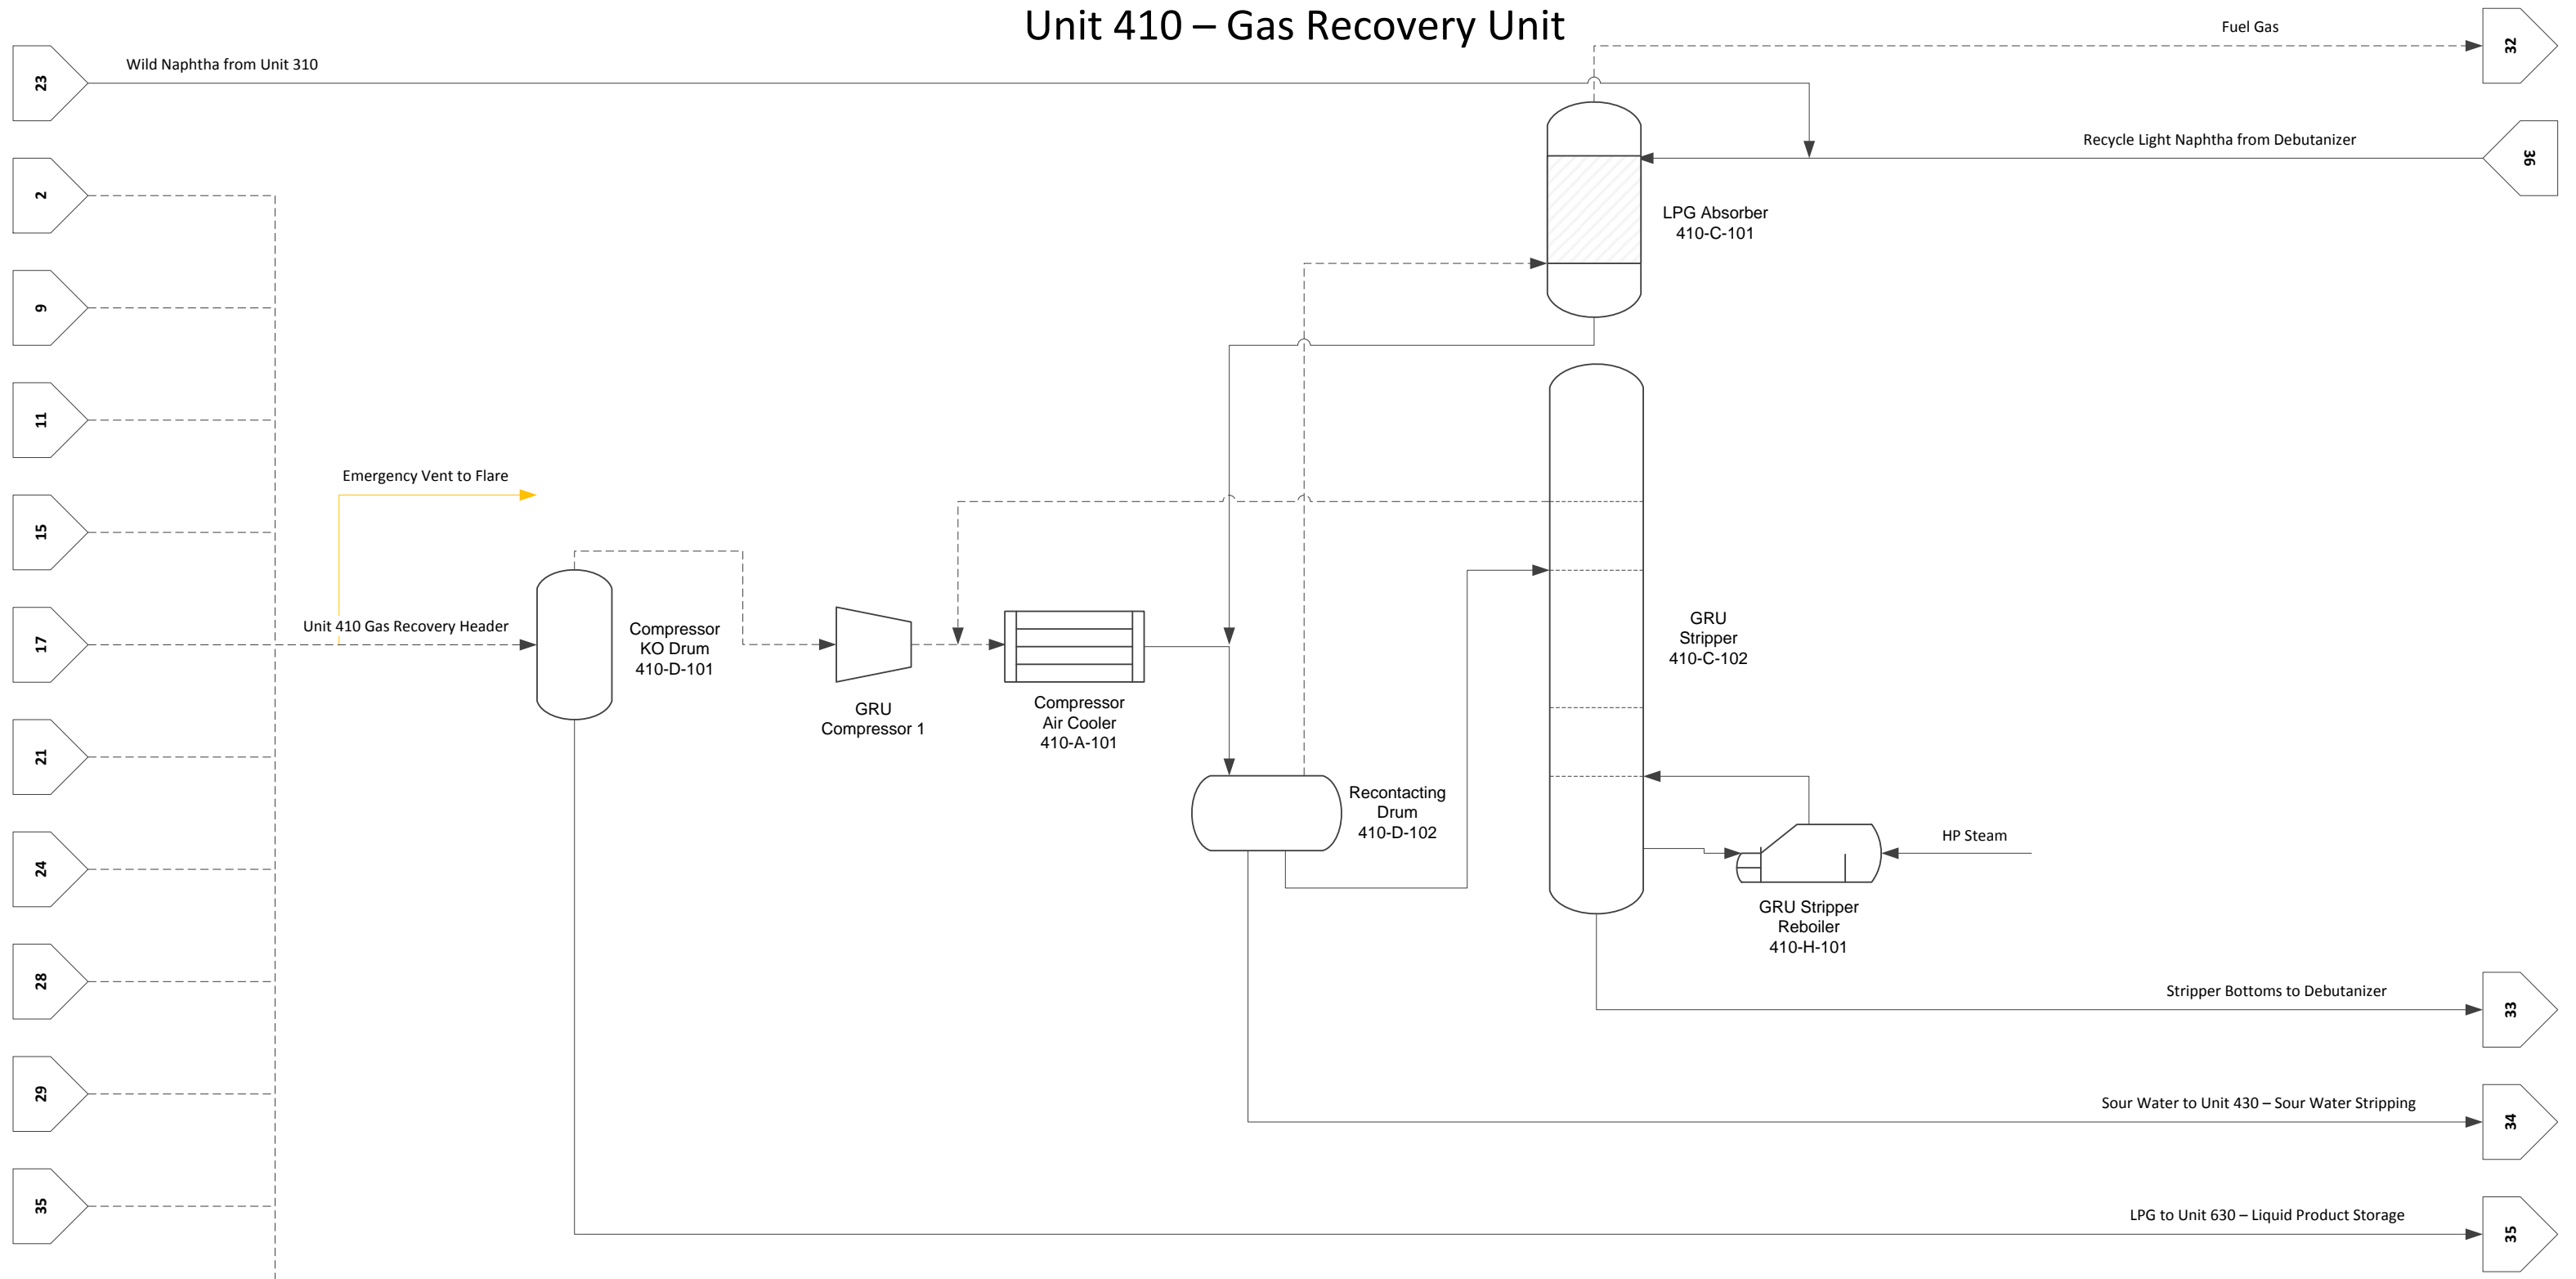 Unit 410 – Gas Recovery Unit
Fuel Gas
32
23
Wild Naphtha from Unit 310
Recycle Light Naphtha from Debutanizer
36
2
LPG Absorber
410-C-101
9
11
Emergency Vent to Flare
15
17
Unit 410 Gas Recovery Header
Compressor
KO Drum
410-D-101
GRU
Compressor 1
Compressor
Air Cooler
410-A-101
GRU
Stripper
410-C-102
21
Recontacting
Drum
410-D-102
HP Steam
24
GRU Stripper
Reboiler
410-H-101
28
Stripper Bottoms to Debutanizer
33
29
Sour Water to Unit 430 – Sour Water Stripping
34
35
LPG to Unit 630 – Liquid Product Storage
35